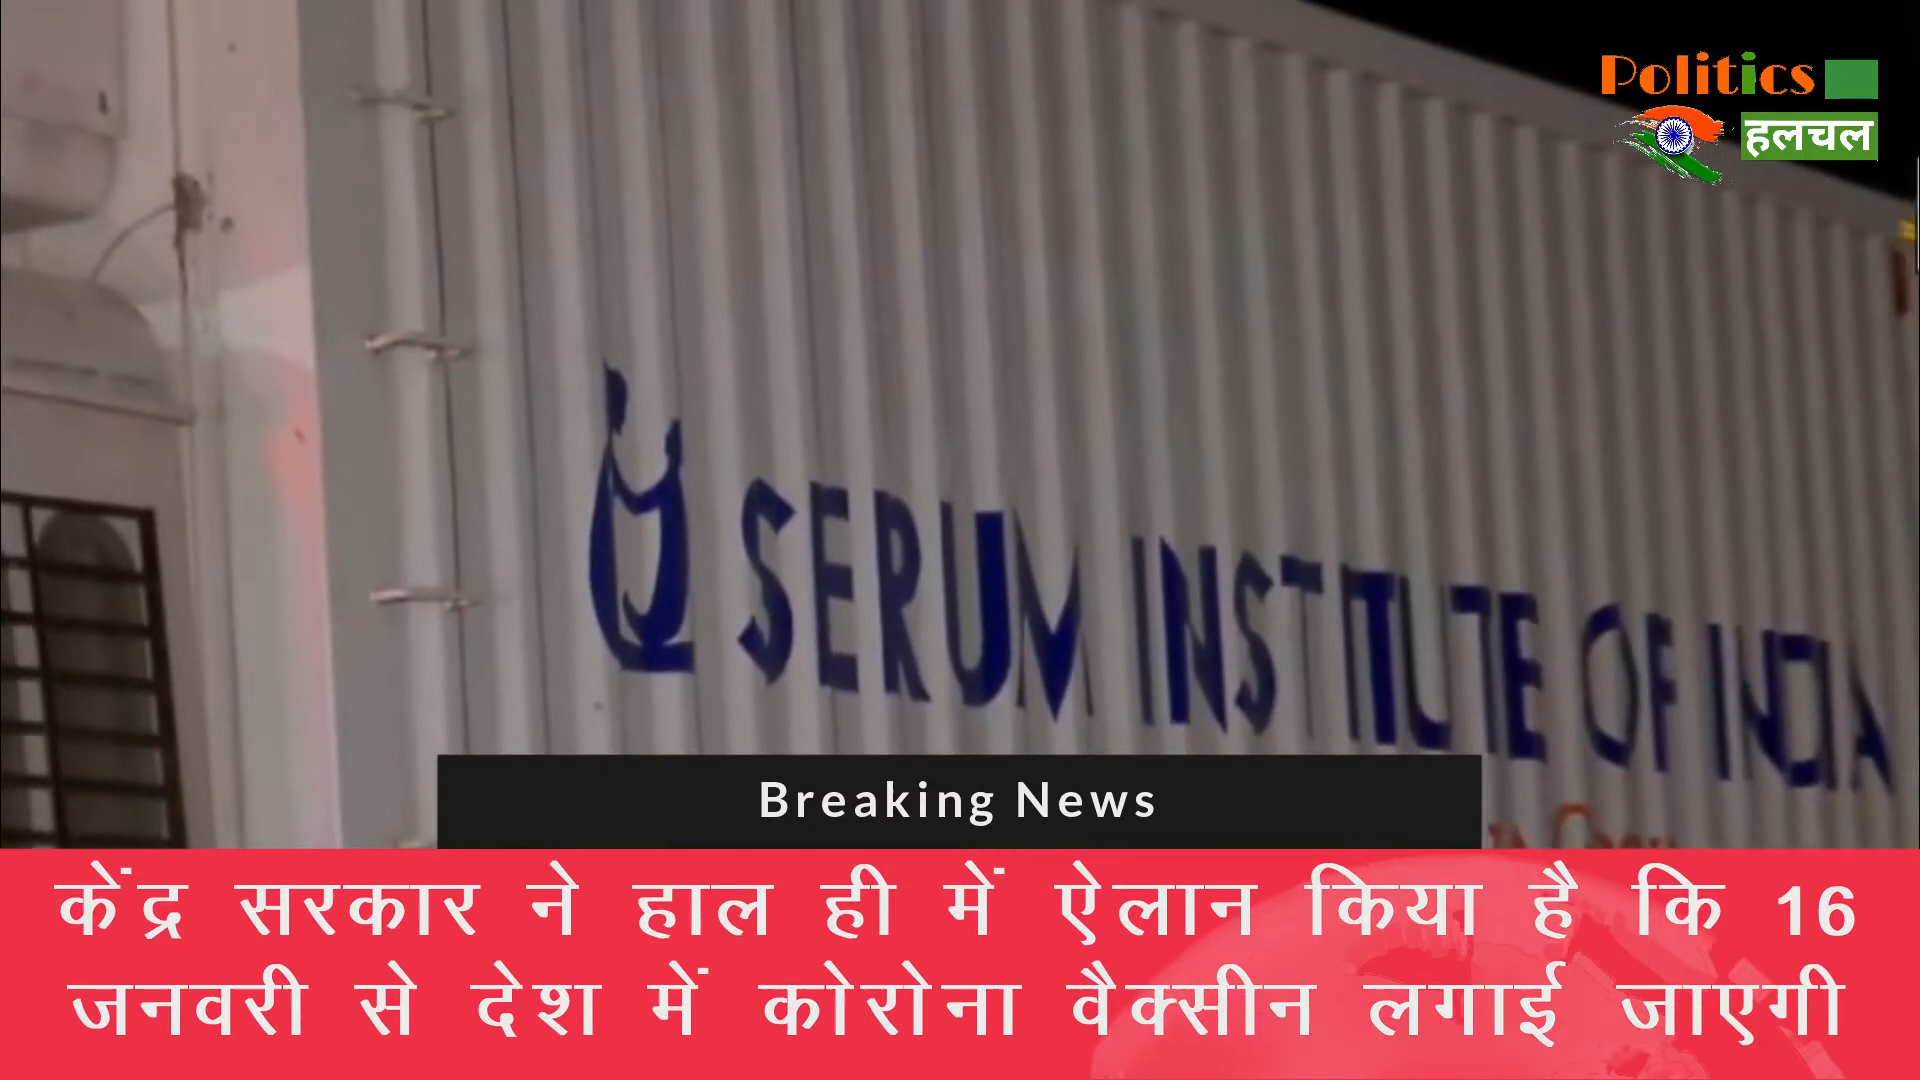 Politics
हलचल
SERUM INSTITUTE OF INDIA
Breaking News
केंद्र सरकार ने हाल ही में ऐलान किया है कि 16
जनवरी से देश में कोरोना वैक्सीन लगाई जाएगी